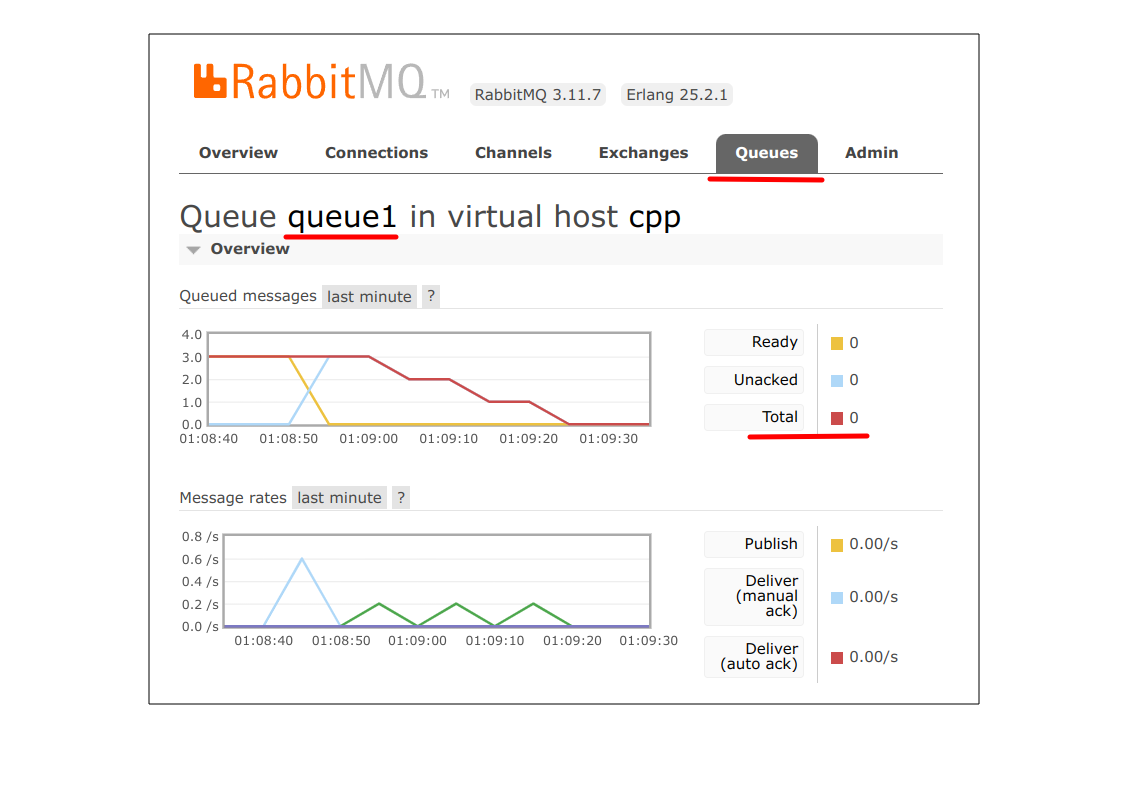 RabbitMQ TM RabbitMQ 3.11.7 Erlang 25.2.1
Overview Connections Channels Exchanges Queues Admin
Queue queue1 in virtual host cpp
Overview
Queued messages last minute ?
4.0
3.0
2.0
1.0
0.0
01:08:40 01:08:50 01:09:00 01:09:10 01:09:20 01:09:30
Ready 0
Unacked 0
Total 0
Message rates last minute ?
0.8 /s
0.6 /s
0.4 /s
0.2 /s
0.0 /s
01:08:40 01:08:50 01:09:00 01:09:10 01:09:20 01:09:30
Publish 0.00/s
Deliver
(manual 0.00/s
ack)
Deliver
(auto ack) 0.00/s